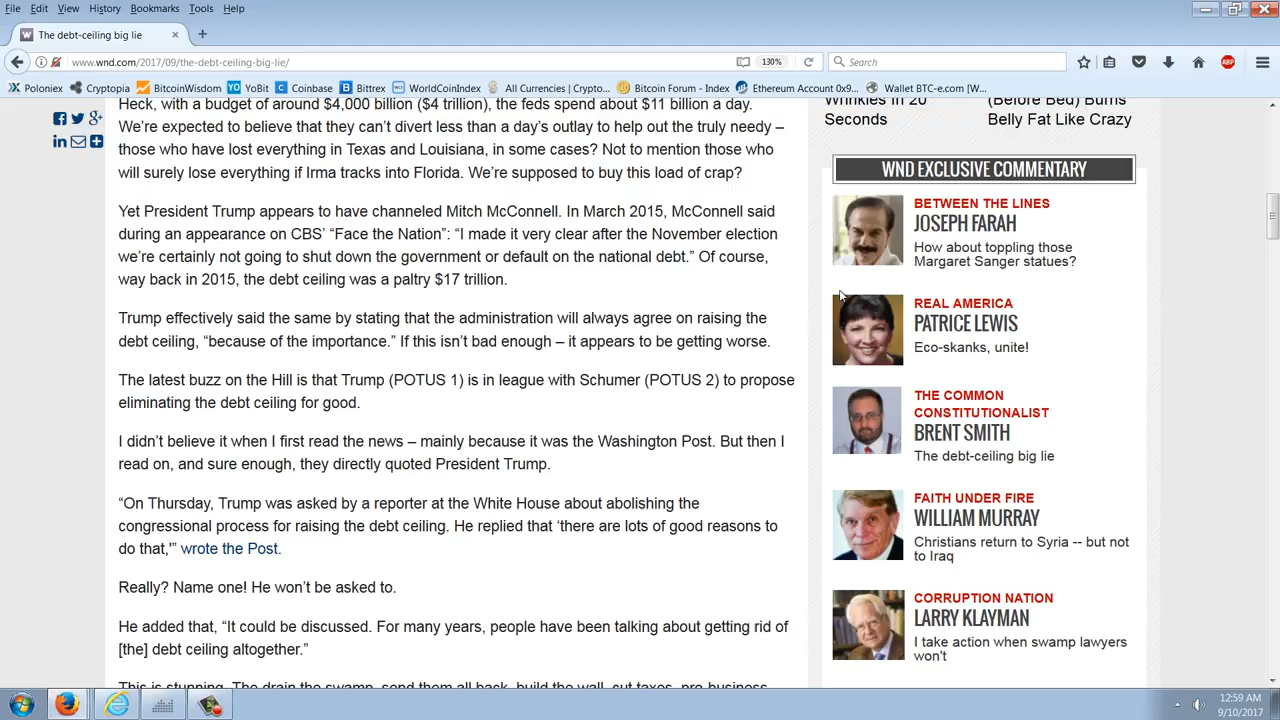 File Edit View History Bookmarks Tools Help
The debt-ceiling big lie
www.wnd.com/2017/09/the-debt-ceiling-big-lie/
130%
Search
Poloniex Cryptopia BitcoinWisdom YoBit Coinbase Bittrex WorldCoinIndex All Currencies | Crypto... Bitcoin Forum - Index Ethereum Account 0x9... Wallet BTC-e.com [W...
Heck, with a budget of around $4,000 billion ($4 trillion), the feds spend about $11 billion a day.
We’re expected to believe that they can’t divert less than a day’s outlay to help out the truly needy –
those who have lost everything in Texas and Louisiana, in some cases? Not to mention those who
will surely lose everything if Irma tracks into Florida. We’re supposed to buy this load of crap?
Yet President Trump appears to have channeled Mitch McConnell. In March 2015, McConnell said
during an appearance on CBS’ “Face the Nation”: “I made it very clear after the November election
we’re certainly not going to shut down the government or default on the national debt.” Of course,
way back in 2015, the debt ceiling was a paltry $17 trillion.
Trump effectively said the same by stating that the administration will always agree on raising the
debt ceiling, “because of the importance.” If this isn’t bad enough – it appears to be getting worse.
The latest buzz on the Hill is that Trump (POTUS 1) is in league with Schumer (POTUS 2) to propose
eliminating the debt ceiling for good.
I didn’t believe it when I first read the news – mainly because it was the Washington Post. But then I
read on, and sure enough, they directly quoted President Trump.
“On Thursday, Trump was asked by a reporter at the White House about abolishing the
congressional process for raising the debt ceiling. He replied that ‘there are lots of good reasons to
do that,’” wrote the Post.
Really? Name one! He won’t be asked to.
He added that, “It could be discussed. For many years, people have been talking about getting rid of
[the] debt ceiling altogether.”
This is stunning. The drain the swamp, send them all back, build the wall, cut taxes, pro-business
Wrinkles In 20
Seconds
(Before Bed) Burns
Belly Fat Like Crazy
WND EXCLUSIVE COMMENTARY
BETWEEN THE LINES
JOSEPH FARAH
How about toppling those
Margaret Sanger statues?
REAL AMERICA
PATRICE LEWIS
Eco-skanks, unite!
THE COMMON
CONSTITUTIONALIST
BRENT SMITH
The debt-ceiling big lie
FAITH UNDER FIRE
WILLIAM MURRAY
Christians return to Syria -- but not
to Iraq
CORRUPTION NATION
LARRY KLAYMAN
I take action when swamp lawyers
won't
12:59 AM
9/10/2017